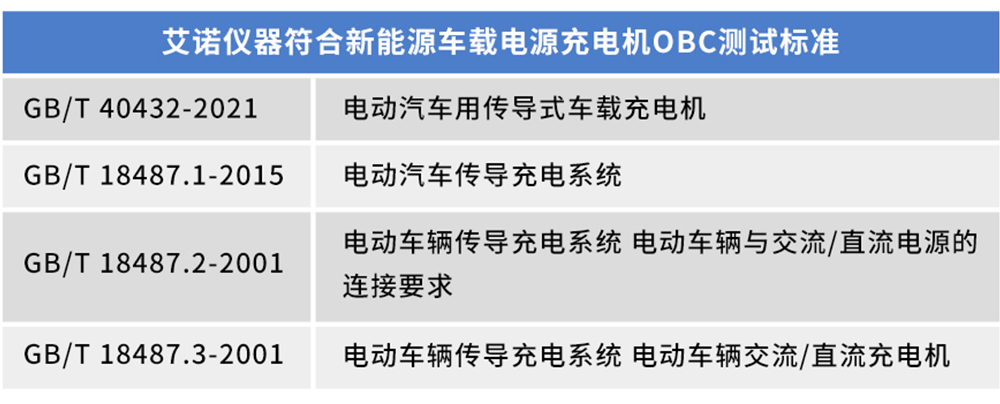 艾诺仪器符合新能源车载电源充电机OBC测试标准
GB/T 40432-2021
电动汽车用传导式车载充电机
GB/T 18487.1-2015
电动汽车传导充电系统
GB/T 18487.2-2001
电动车辆传导充电系统 电动车辆与交流/直流电源的
连接要求
GB/T 18487.3-2001
电动车辆传导充电系统 电动车辆交流/直流充电机